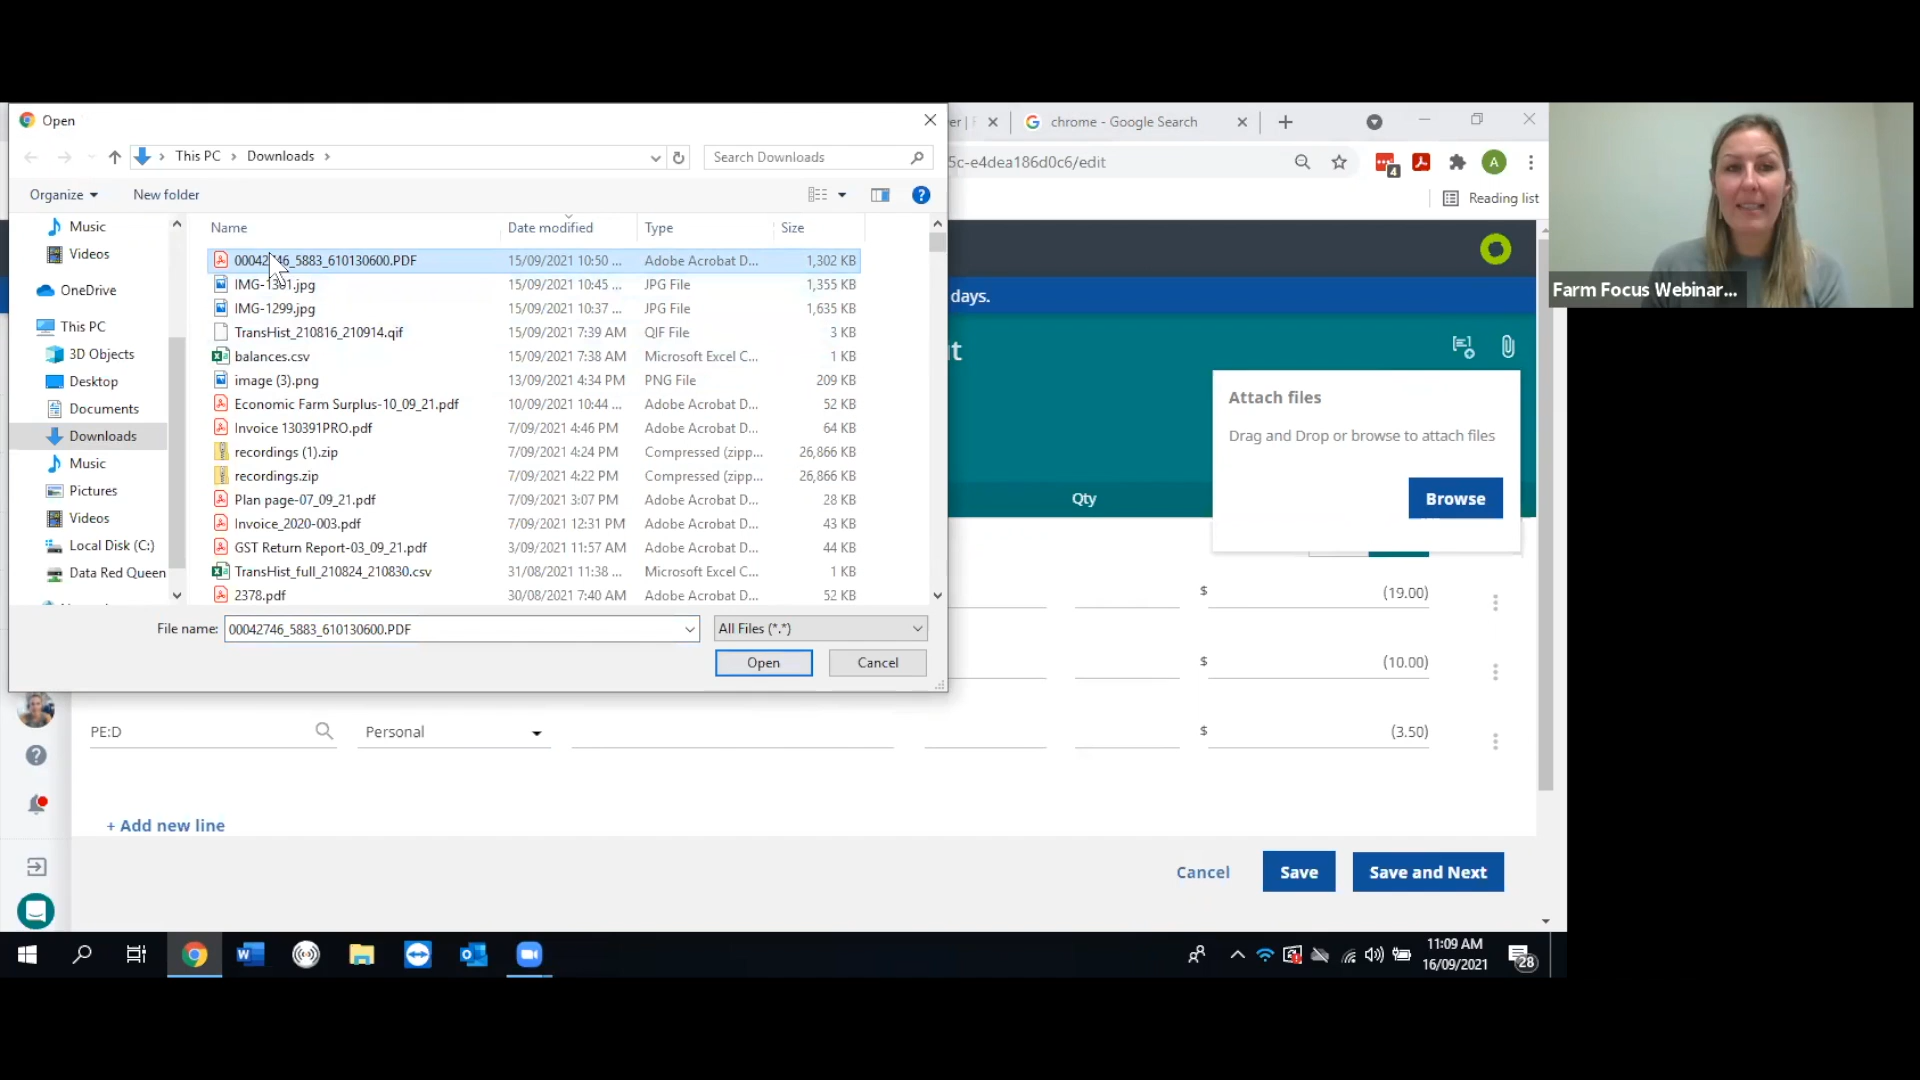 Open
er | F
chrome - Google Search
This PC
Downloads
Search Downloads
5c-e4dea186d0c6/edit
4
A
Organize
New folder
Reading list
Name
Date modified
Type
Size
Music
Videos
OneDrive
This PC
3D Objects
Desktop
Documents
Downloads
Music
Pictures
Videos
Local Disk (C:)
Data Red Queen
00042746_5883_610130600.PDF 15/09/2021 10:50 ... Adobe Acrobat D... 1,302 KB
IMG-1301.jpg 15/09/2021 10:45 ... JPG File 1,355 KB
IMG-1299.jpg 15/09/2021 10:37 ... JPG File 1,635 KB
TransHist_210816_210914.qif 15/09/2021 7:39 AM QIF File 3 KB
balances.csv 15/09/2021 7:38 AM Microsoft Excel C... 1 KB
image (3).png 13/09/2021 4:34 PM PNG File 209 KB
Economic Farm Surplus-10_09_21.pdf 10/09/2021 10:44 ... Adobe Acrobat D... 52 KB
Invoice 130391PRO.pdf 7/09/2021 4:46 PM Adobe Acrobat D... 64 KB
recordings (1).zip 7/09/2021 4:24 PM Compressed (zipp... 26,866 KB
recordings.zip 7/09/2021 4:22 PM Compressed (zipp... 26,866 KB
Plan page-07_09_21.pdf 7/09/2021 3:07 PM Adobe Acrobat D... 28 KB
Invoice_2020-003.pdf 7/09/2021 12:31 PM Adobe Acrobat D... 43 KB
GST Return Report-03_09_21.pdf 3/09/2021 11:57 AM Adobe Acrobat D... 44 KB
TransHist_full_210824_210830.csv 31/08/2021 11:38 ... Microsoft Excel C... 1 KB
2378.pdf 30/08/2021 7:40 AM Adobe Acrobat D... 52 KB
File name: 00042746_5883_610130600.PDF
All Files (*.*)
Open
Cancel
days.
t
Attach files
Drag and Drop or browse to attach files
Browse
Qty
$ (19.00)
$ (10.00)
PE:D Personal $ (3.50)
+ Add new line
Cancel
Save
Save and Next
11:09 AM
16/09/2021
28
Farm Focus Webinar...